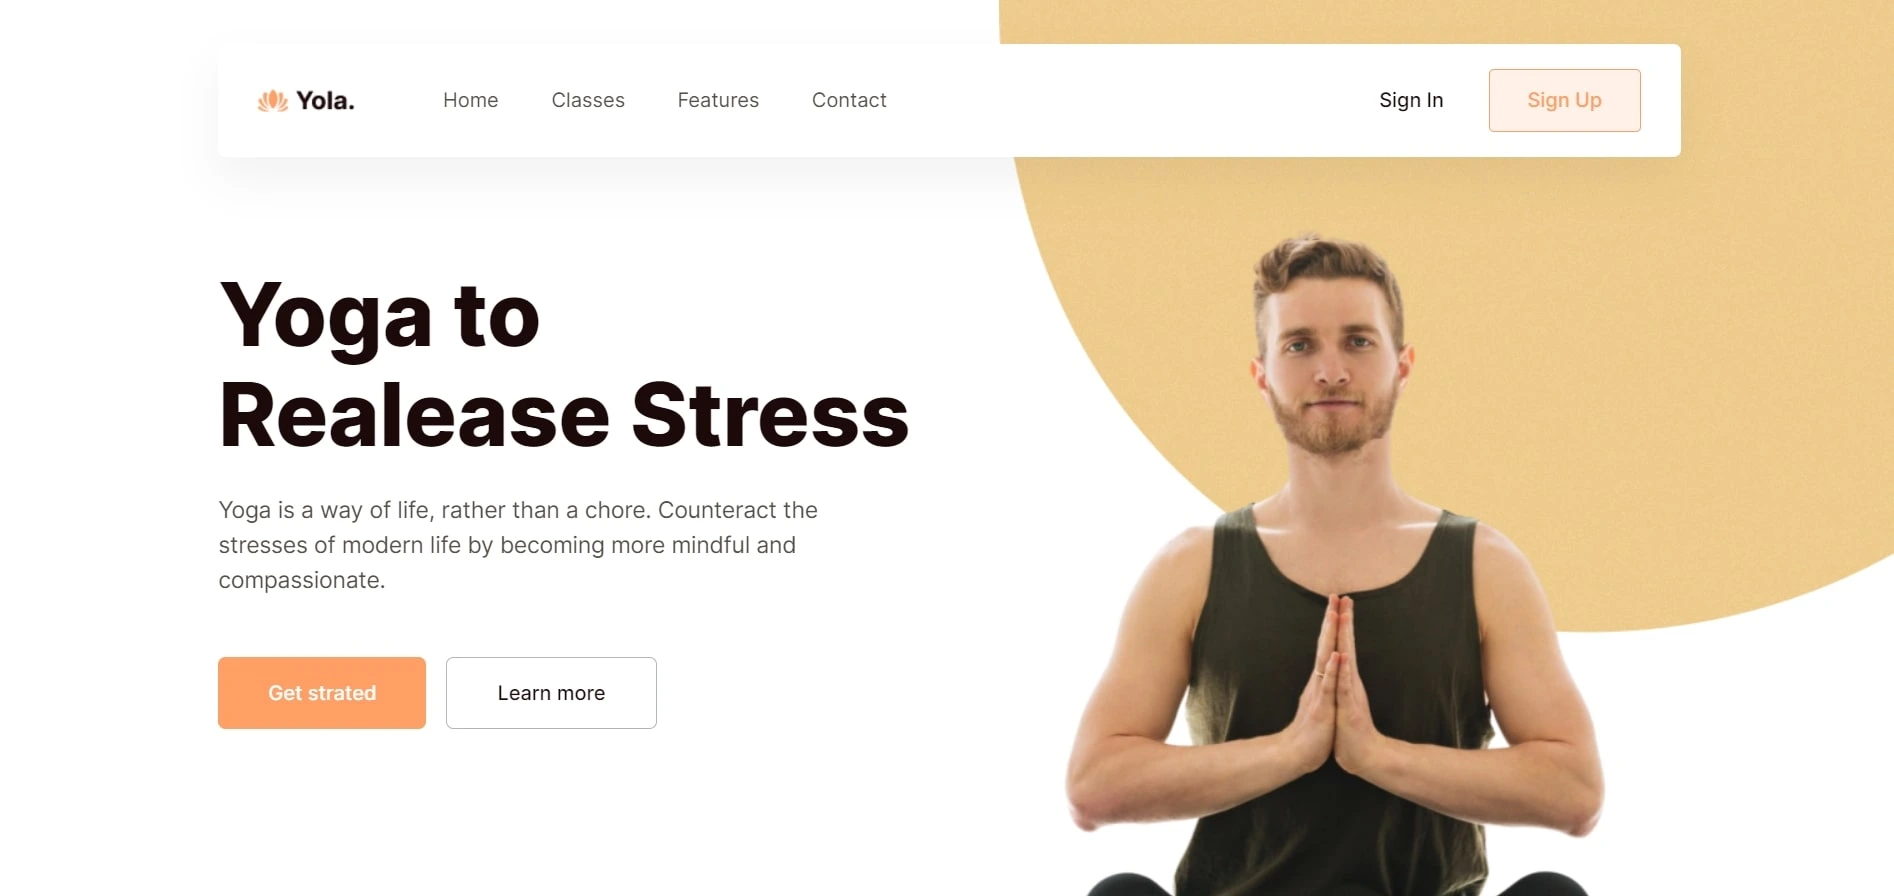 Yola.
Home Classes Features Contact Sign In Sign Up
Yoga to
Realease Stress
Yoga is a way of life, rather than a chore. Counteract the
stresses of modern life by becoming more mindful and
compassionate.
Get strated Learn more